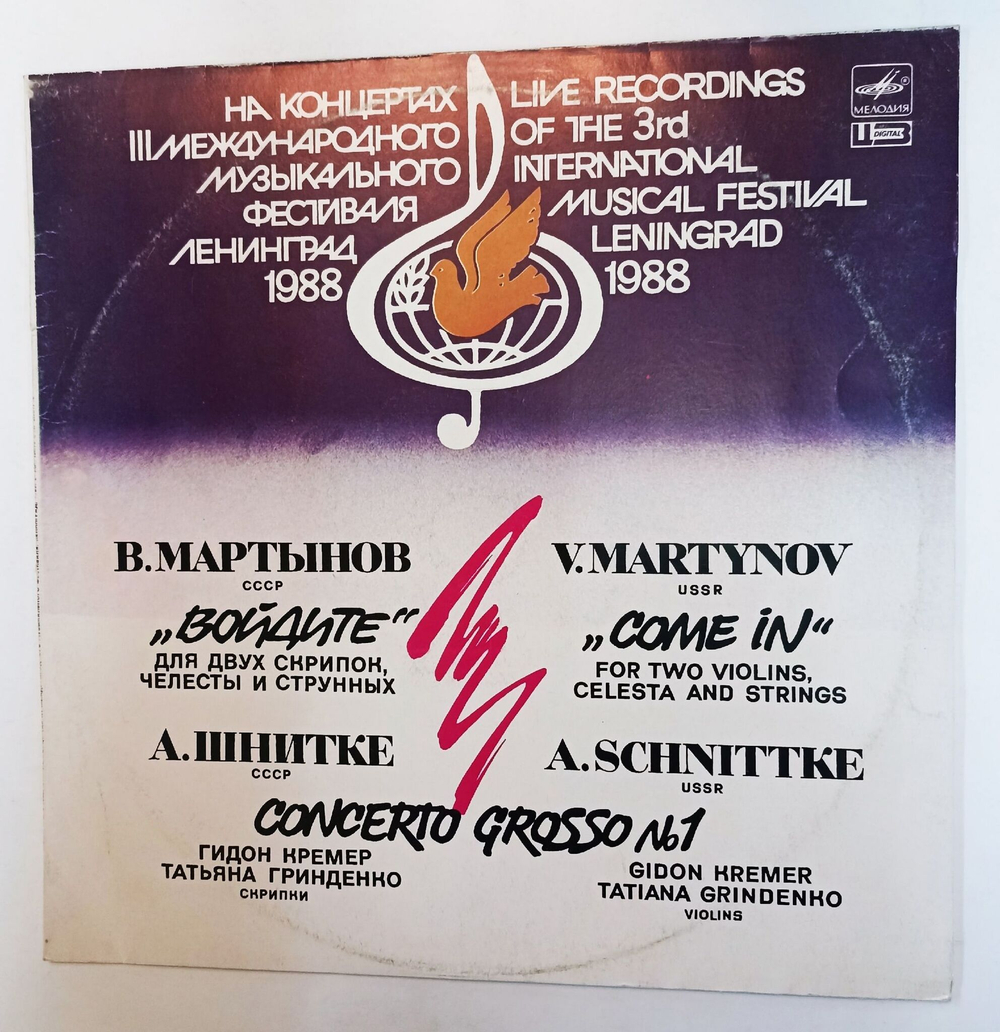 НА КОНЦЕРТАХ
III МЕЖДУНАРОДНОГО
МУЗЫКАЛЬНОГО
ФЕСТИВАЛЯ
ЛЕНИНГРАД
1988
LIVE RECORDINGS
OF THE 3rd
INTERNATIONAL
MUSICAL FESTIVAL
LENINGRAD
1988
МЕЛОДИЯ
DIGITAL
В.МАРТЫНОВ
СССР
„ВОЙДИТЕ“
ДЛЯ ДВУХ СКРИПОК,
ЧЕЛЕСТЫ И СТРУННЫХ
V.MARTYNOV
USSR
„COME IN“
FOR TWO VIOLINS,
CELESTA AND STRINGS
А.ШНИТКЕ
СССР
A.SCHNITTKE
USSR
CONCERTO GROSSO №1
ГИДОН КРЕМЕР
ТАТЬЯНА ГРИНДЕНКО
СКРИПКИ
GIDON KREMER
TATIANA GRINDENKO
VIOLINS